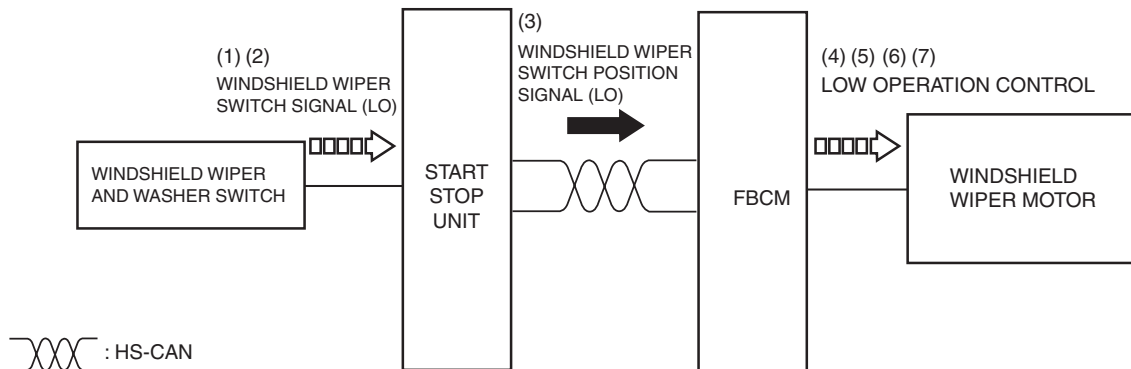 (1) (2)
WINDSHIELD WIPER
SWITCH SIGNAL (LO)
WINDSHIELD WIPER
AND WASHER SWITCH
START
STOP
UNIT
(3)
WINDSHIELD WIPER
SWITCH POSITION
SIGNAL (LO)
FBCM
(4) (5) (6) (7)
LOW OPERATION CONTROL
WINDSHIELD
WIPER MOTOR
: HS-CAN